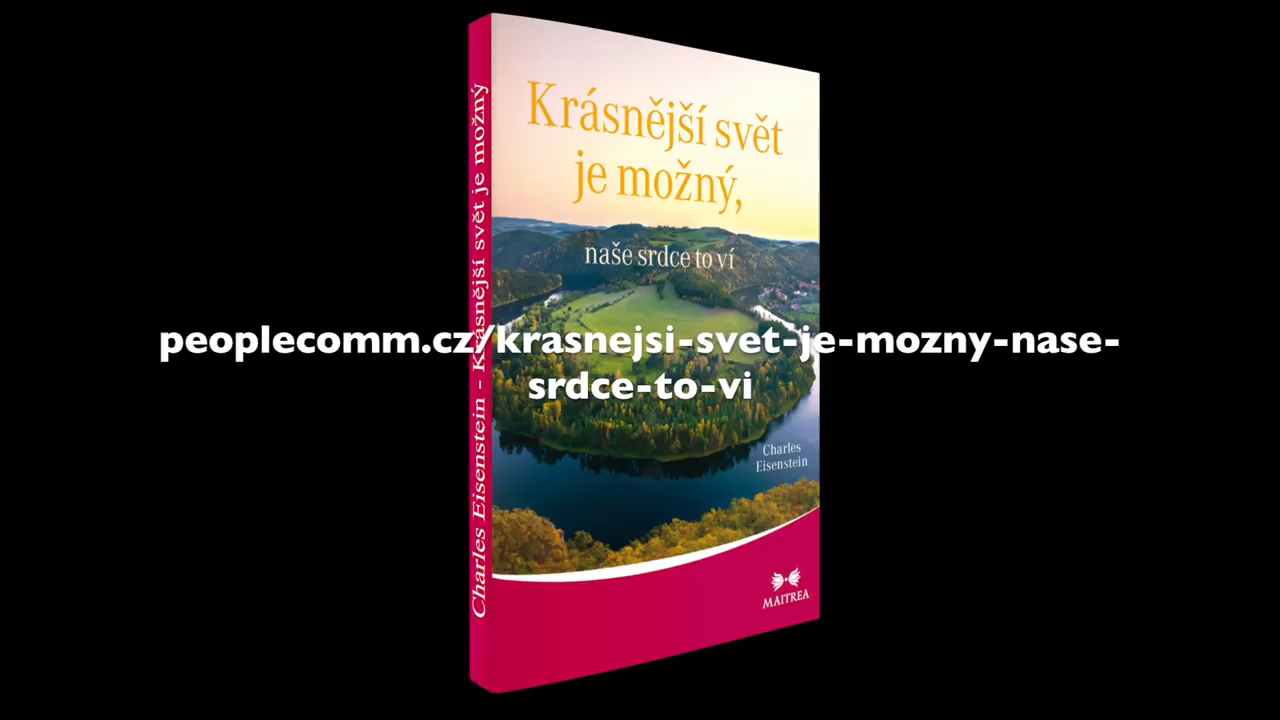 Krásnější svět
je možný,
naše srdce to ví
peoplecomm.cz/krasnejsi-svet-je-mozny-nase-
srdce-to-vi
Charles
Eisenstein
MAITREA
Charles Eisenstein - Krásnější svět je možný